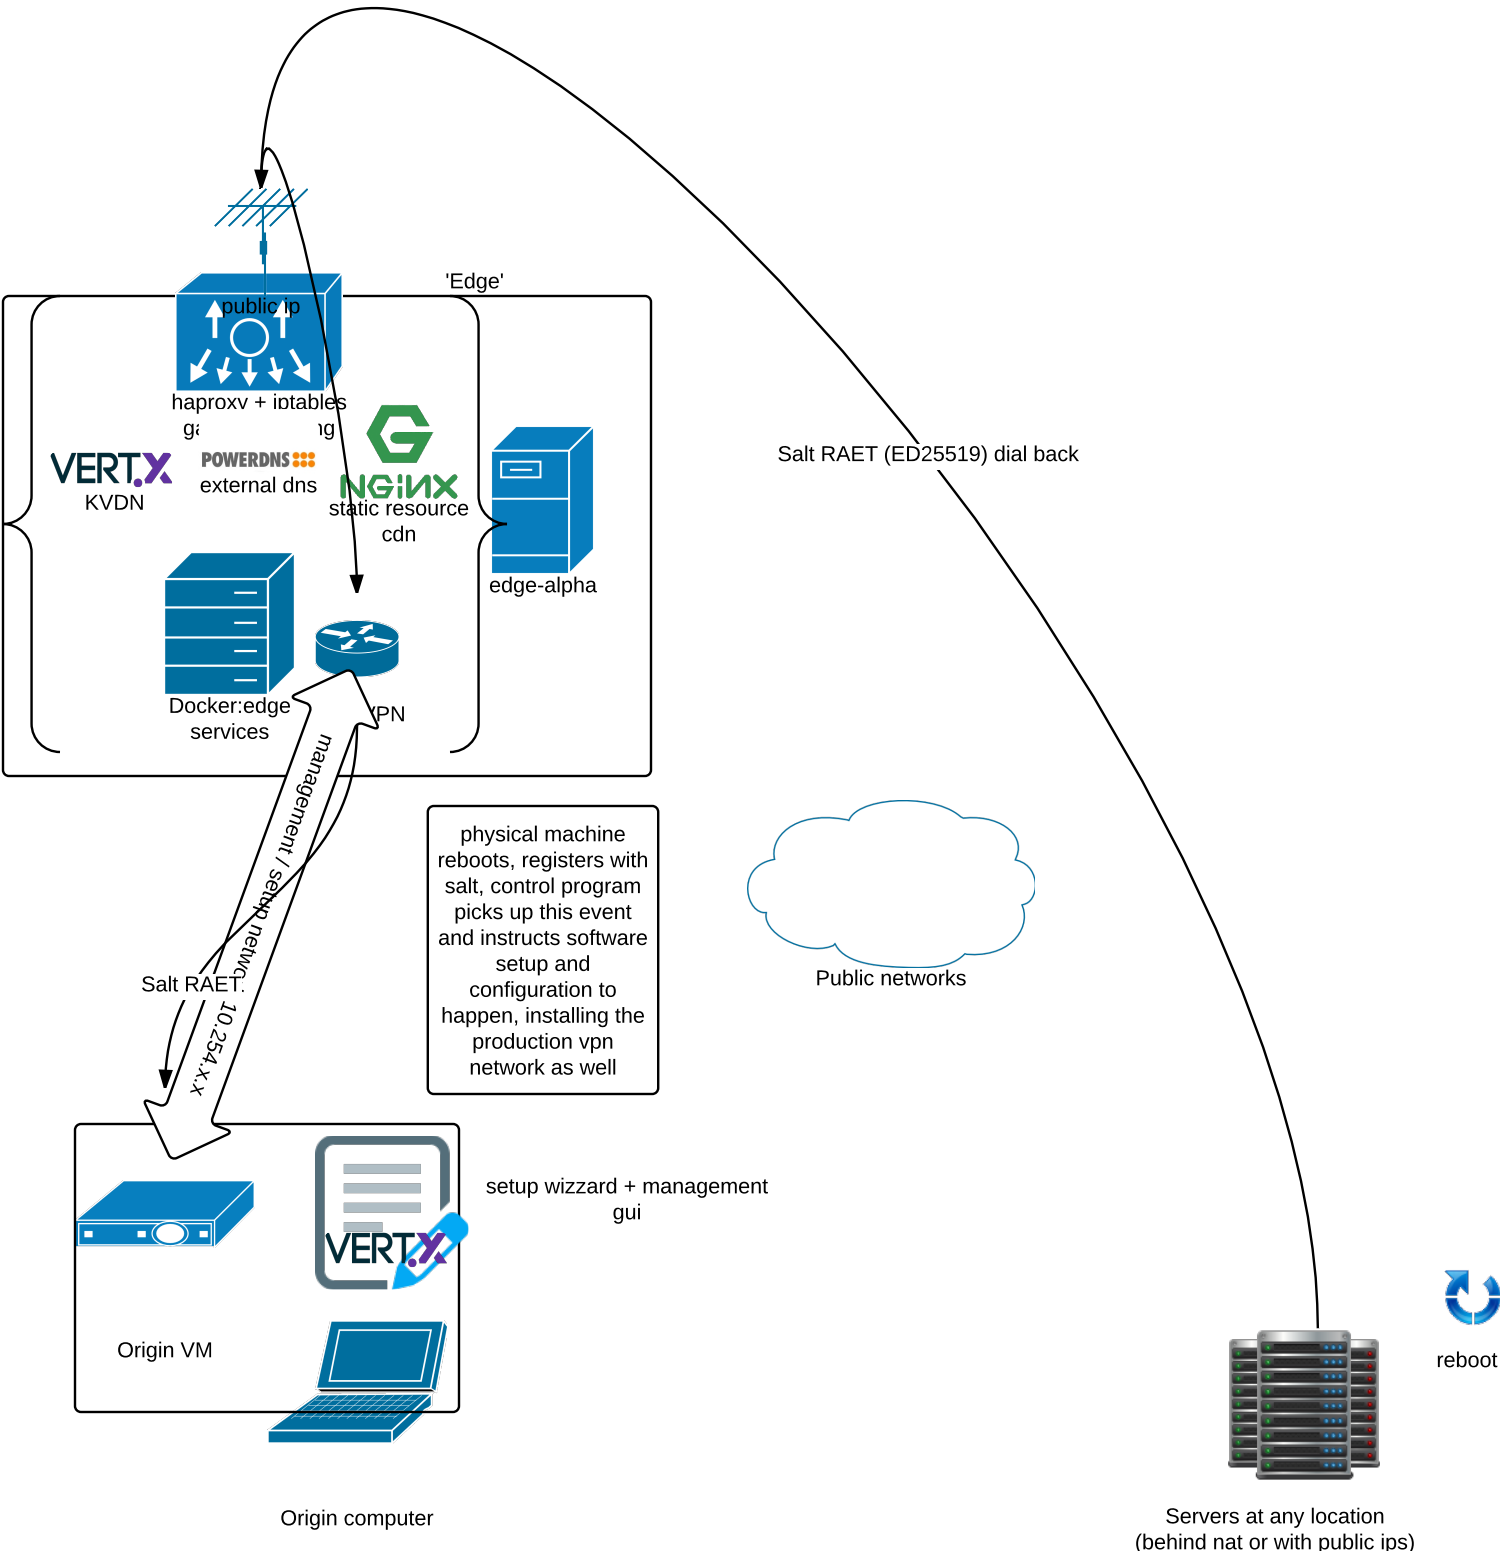 'Edge'
public ip
haproxy + iptables
VERT.X
KVDN
POWERDNS
external dns
NGINX
static resource
cdn
edge-alpha
Docker:edge
services
VPN
management / setup netwo
10.254.x.x
Salt RAET
Salt RAET (ED25519) dial back
physical machine
reboots, registers with
salt, control program
picks up this event
and instructs software
setup and
configuration to
happen, installing the
production vpn
network as well
Public networks
setup wizzard + management
gui
VERT.X
Origin VM
Origin computer
reboot
Servers at any location
(behind nat or with public ips)